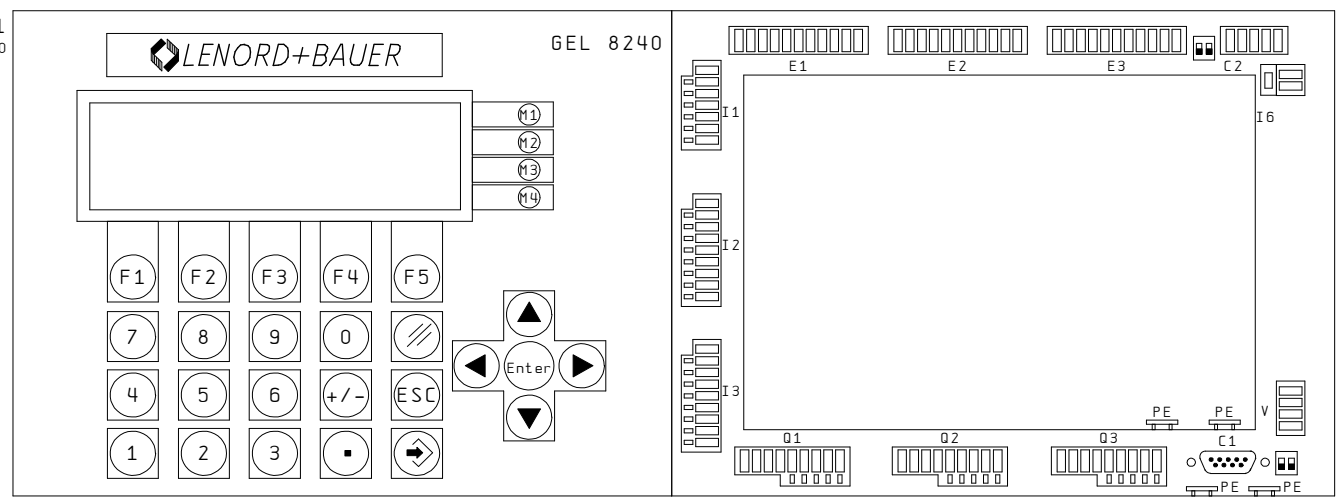 LENORD+BAUER
GEL 8240
M1
M2
M3
M4
F1 F2 F3 F4 F5
7 8 9 0
Enter
4 5 6 +/- ESC
1 2 3 .
E1 E2 E3 C2
I1
I6
I2
I3
PE PE V
Q1 Q2 Q3 C1
PE PE